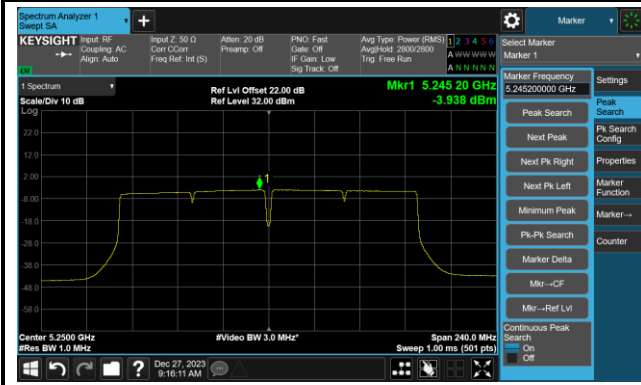 Spectrum Analyzer 1
Swept SA
Marker
KEYSIGHT
Input: RF
Coupling: AC
Align: Auto
Input Z: 50 Ω
Corr CCorr
Freq Ref: Int (S)
Atten: 20 dB
Preamp: Off
PNO: Fast
Gate: Off
IF Gain: Low
Sig Track: Off
Avg Type: Power (RMS)
Avg|Hold: 2800/2800
Trig: Free Run
1 2 3 4 5 6
A W W W W W
A N N N N N
Select Marker
Marker 1
1 Spectrum
Scale/Div 10 dB
Log
Ref Lvl Offset 22.00 dB
Ref Level 32.00 dBm
Mkr1 5.245 20 GHz
-3.938 dBm
22.0
12.0
2.00
-8.00
-18.0
-28.0
-38.0
-48.0
-58.0
1
Center 5.2500 GHz
#Res BW 1.0 MHz
#Video BW 3.0 MHz*
Span 240.0 MHz
Sweep 1.00 ms (501 pts)
Marker Frequency
5.245200000 GHz
Peak Search
Next Peak
Next Pk Right
Next Pk Left
Minimum Peak
Pk-Pk Search
Marker Delta
Mkr→CF
Mkr→Ref Lvl
Continuous Peak
Search
On
Off
Settings
Peak
Search
Pk Search
Config
Properties
Marker
Function
Marker→
Counter
?
Dec 27, 2023
9:16:11 AM